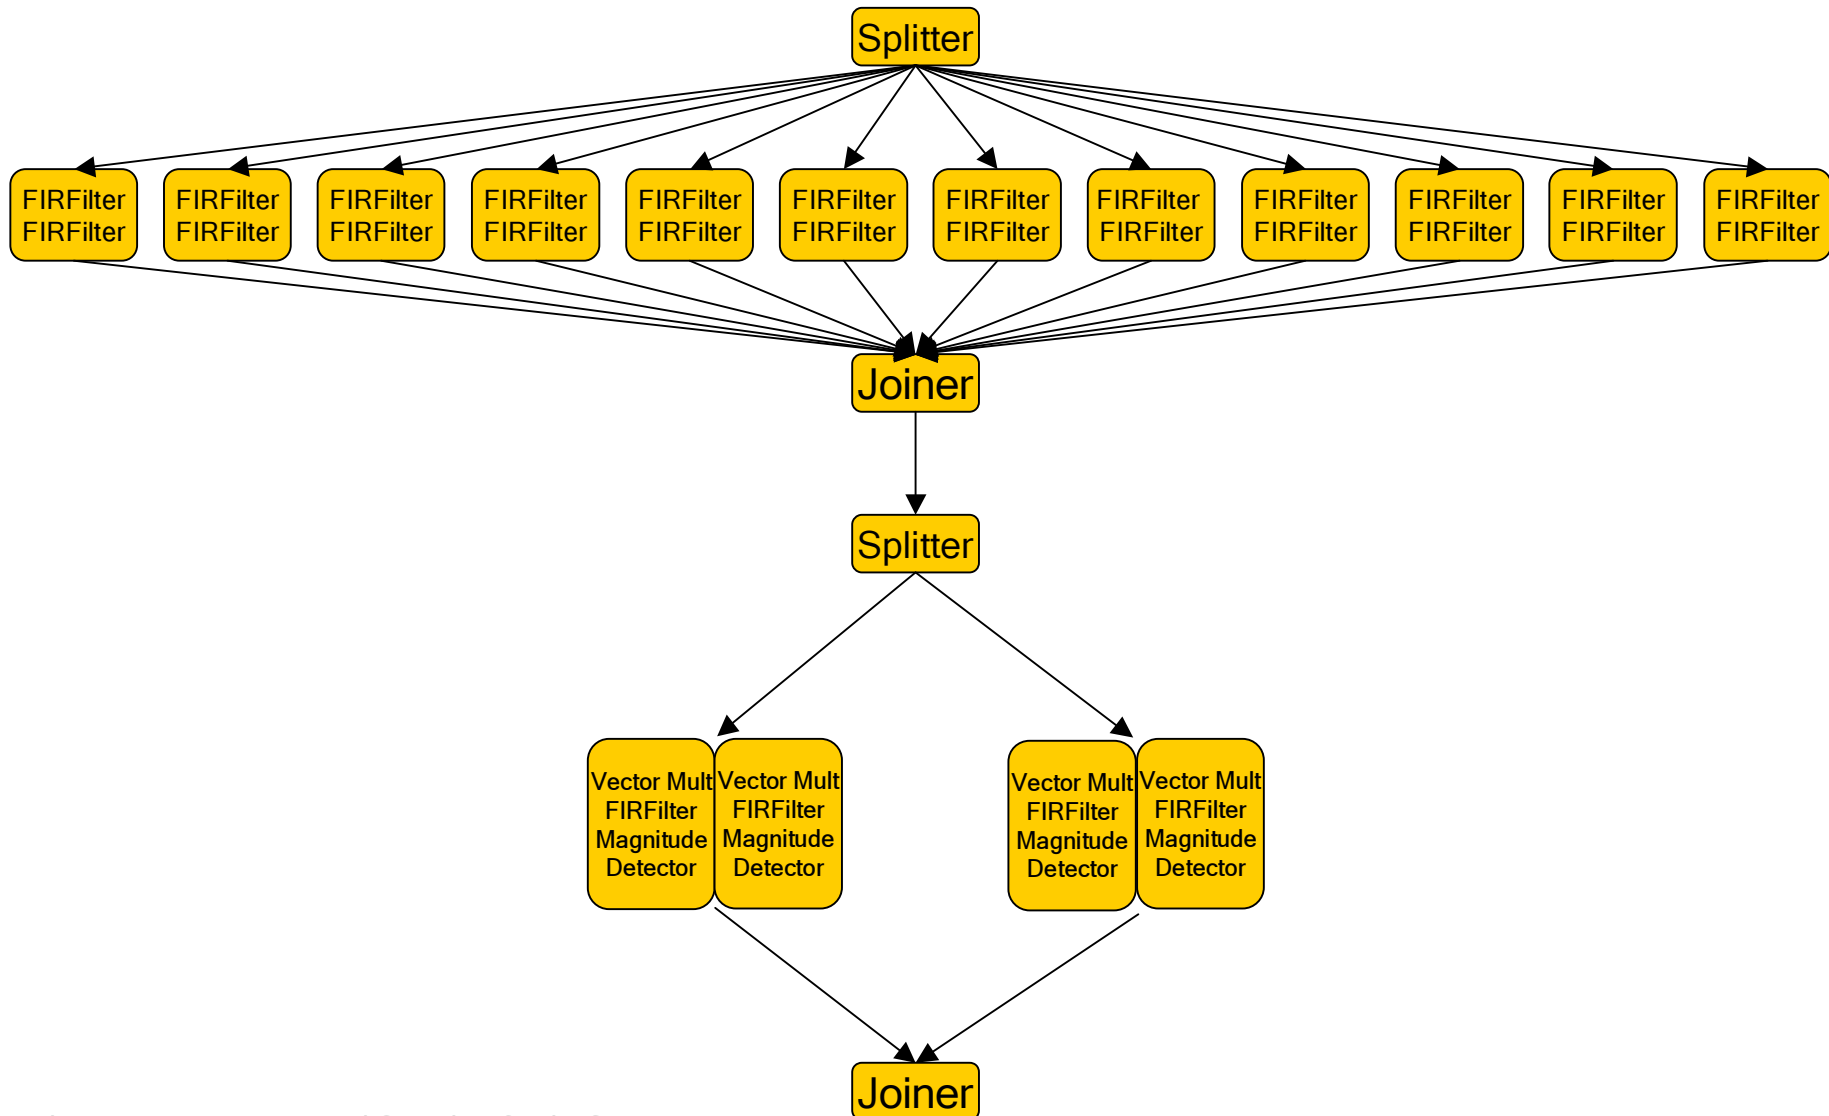 Splitter
FIRFilter FIRFilter FIRFilter FIRFilter FIRFilter FIRFilter FIRFilter FIRFilter FIRFilter FIRFilter FIRFilter FIRFilter
FIRFilter FIRFilter FIRFilter FIRFilter FIRFilter FIRFilter FIRFilter FIRFilter FIRFilter FIRFilter FIRFilter FIRFilter
Joiner
Splitter
Vector Mult Vector Mult Vector Mult Vector Mult
FIRFilter FIRFilter FIRFilter FIRFilter
Magnitude Magnitude Magnitude Magnitude
Detector Detector Detector Detector
Joiner